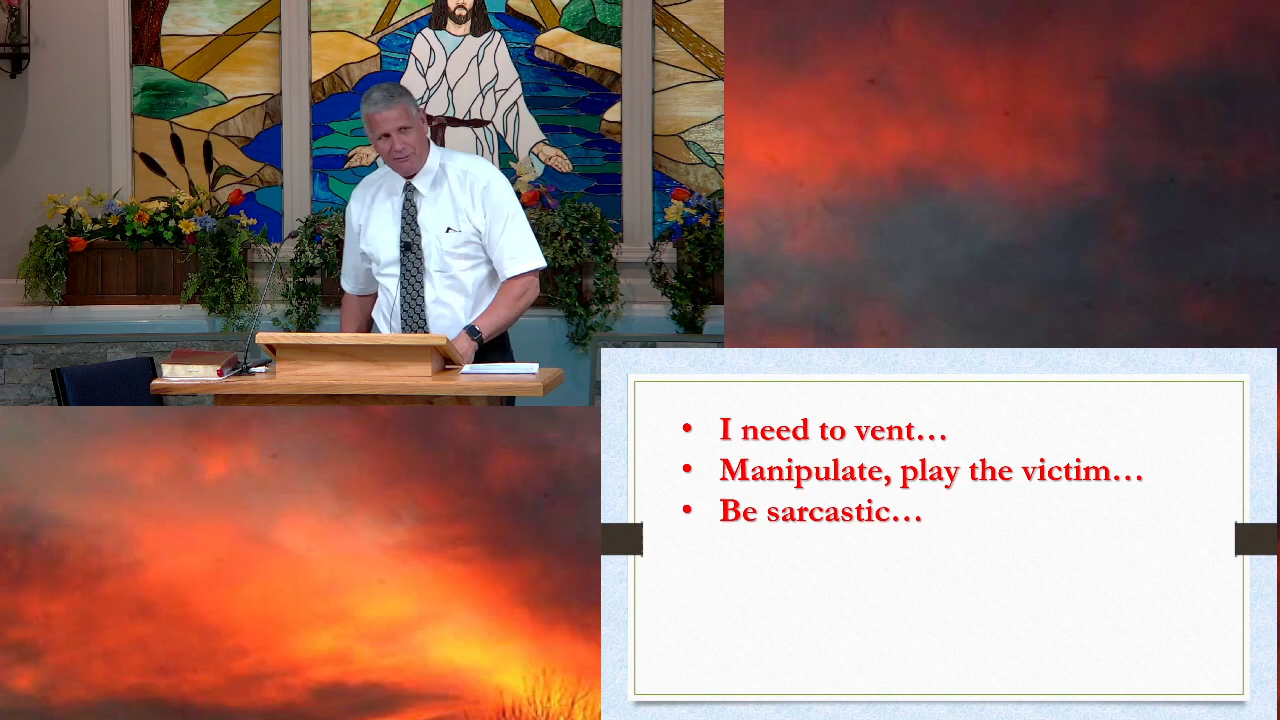 • I need to vent…
• Manipulate, play the victim…
• Be sarcastic…